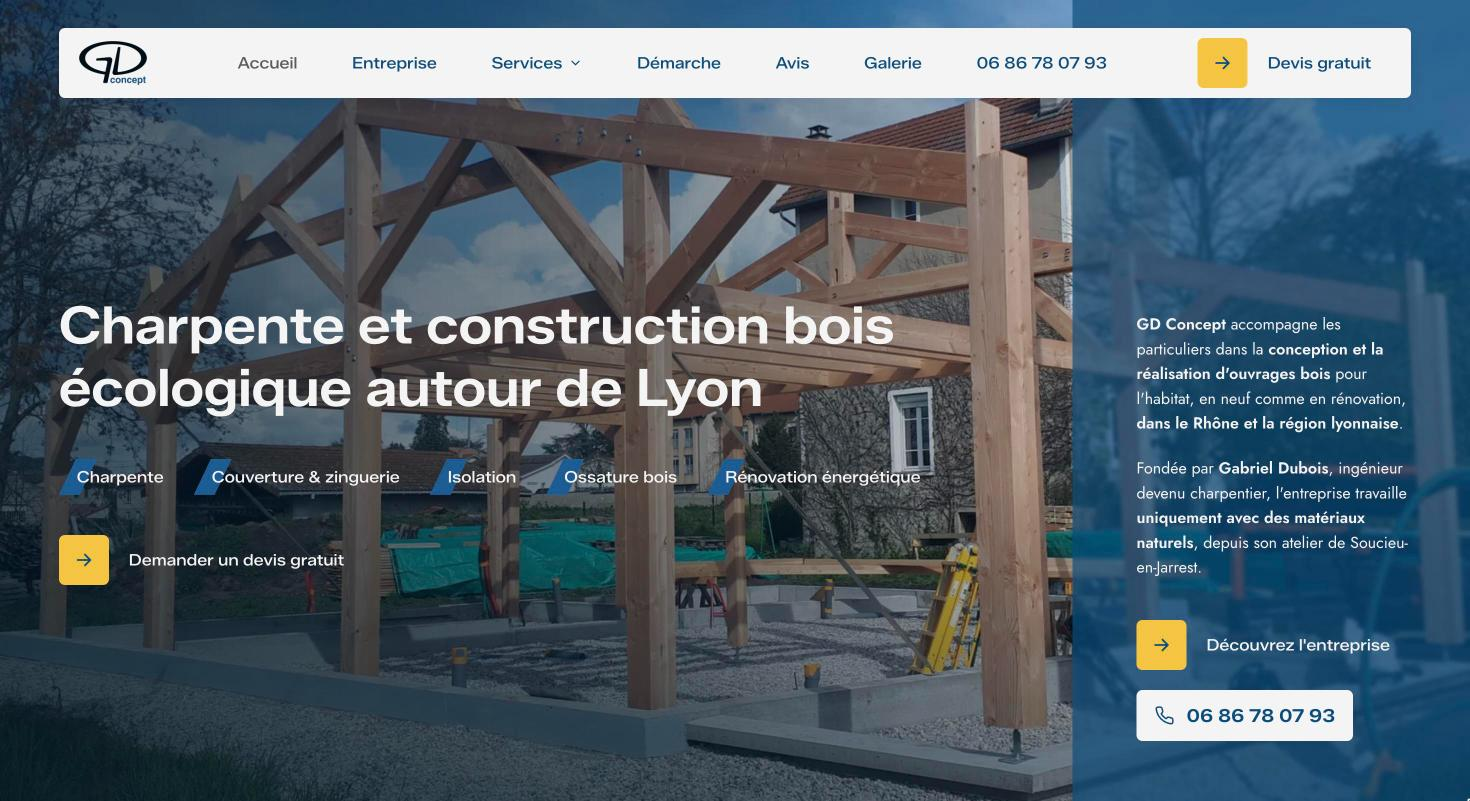 GD
concept
Accueil
Entreprise
Services
Démarche
Avis
Galerie
06 86 78 07 93
Devis gratuit
Charpente et construction bois
écologique autour de Lyon
Charpente
Couverture & zinguerie
Isolation
Ossature bois
Rénovation énergétique
Demander un devis gratuit
GD Concept accompagne les
particuliers dans la conception et la
réalisation d'ouvrages bois pour
l'habitat, en neuf comme en rénovation,
dans le Rhône et la région lyonnaise.
Fondée par Gabriel Dubois, ingénieur
devenu charpentier, l'entreprise travaille
uniquement avec des matériaux
naturels, depuis son atelier de Soucieu-
en-Jarrest.
Découvrez l'entreprise
06 86 78 07 93